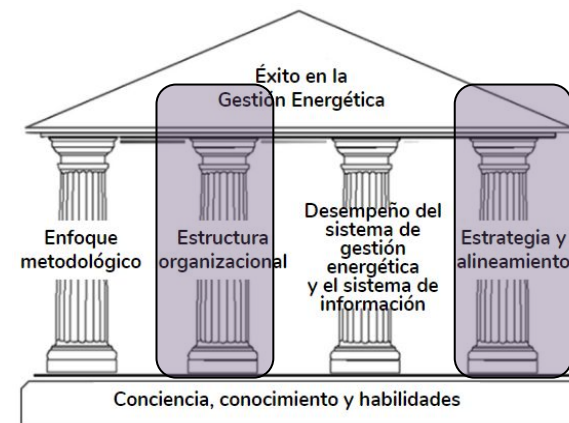 Éxito en la
Gestión Energética
Enfoque
metodológico
Estructura
organizacional
Desempeño del
sistema de
gestión
energética
y el sistema de
información
Estrategia y
alineamiento
Conciencia, conocimiento y habilidades